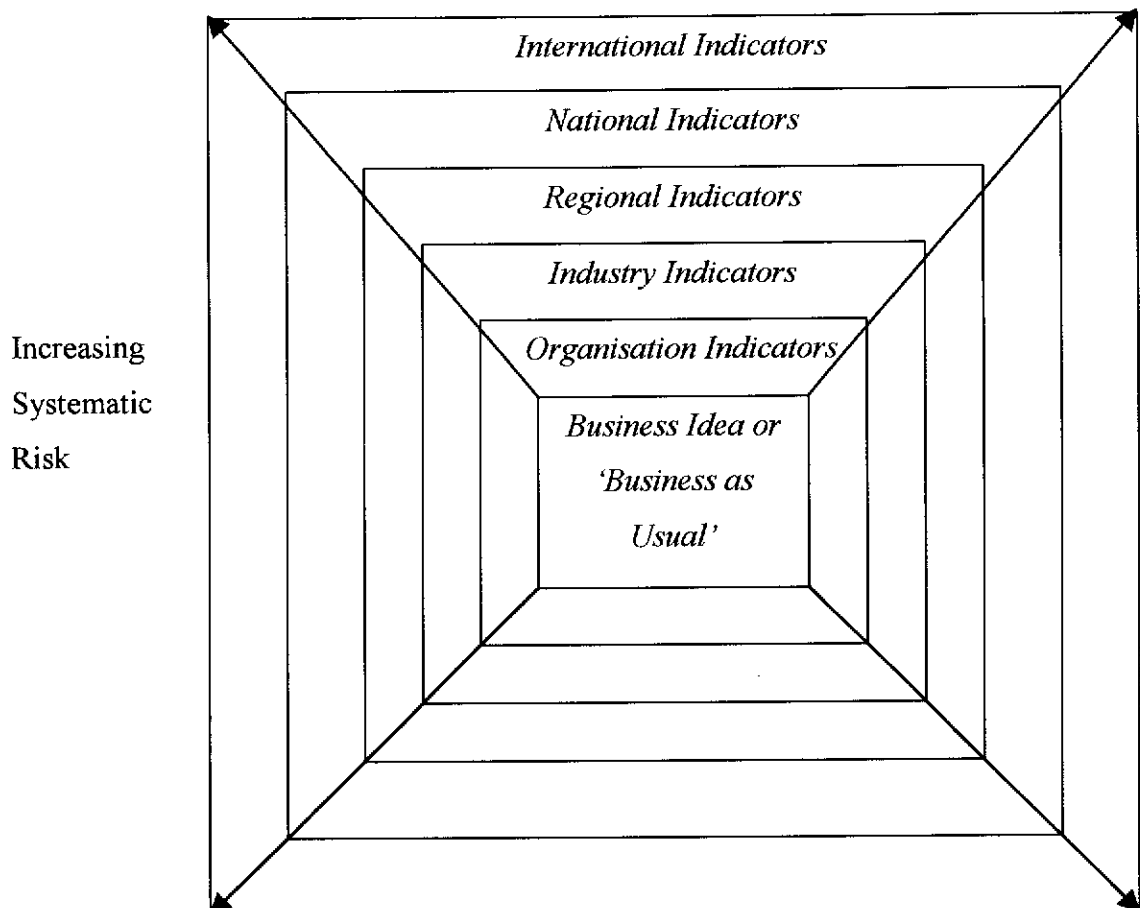 International Indicators
National Indicators
Regional Indicators
Industry Indicators
Organisation Indicators
Business Idea or
‘Business as
Usual’
Increasing
Systematic
Risk